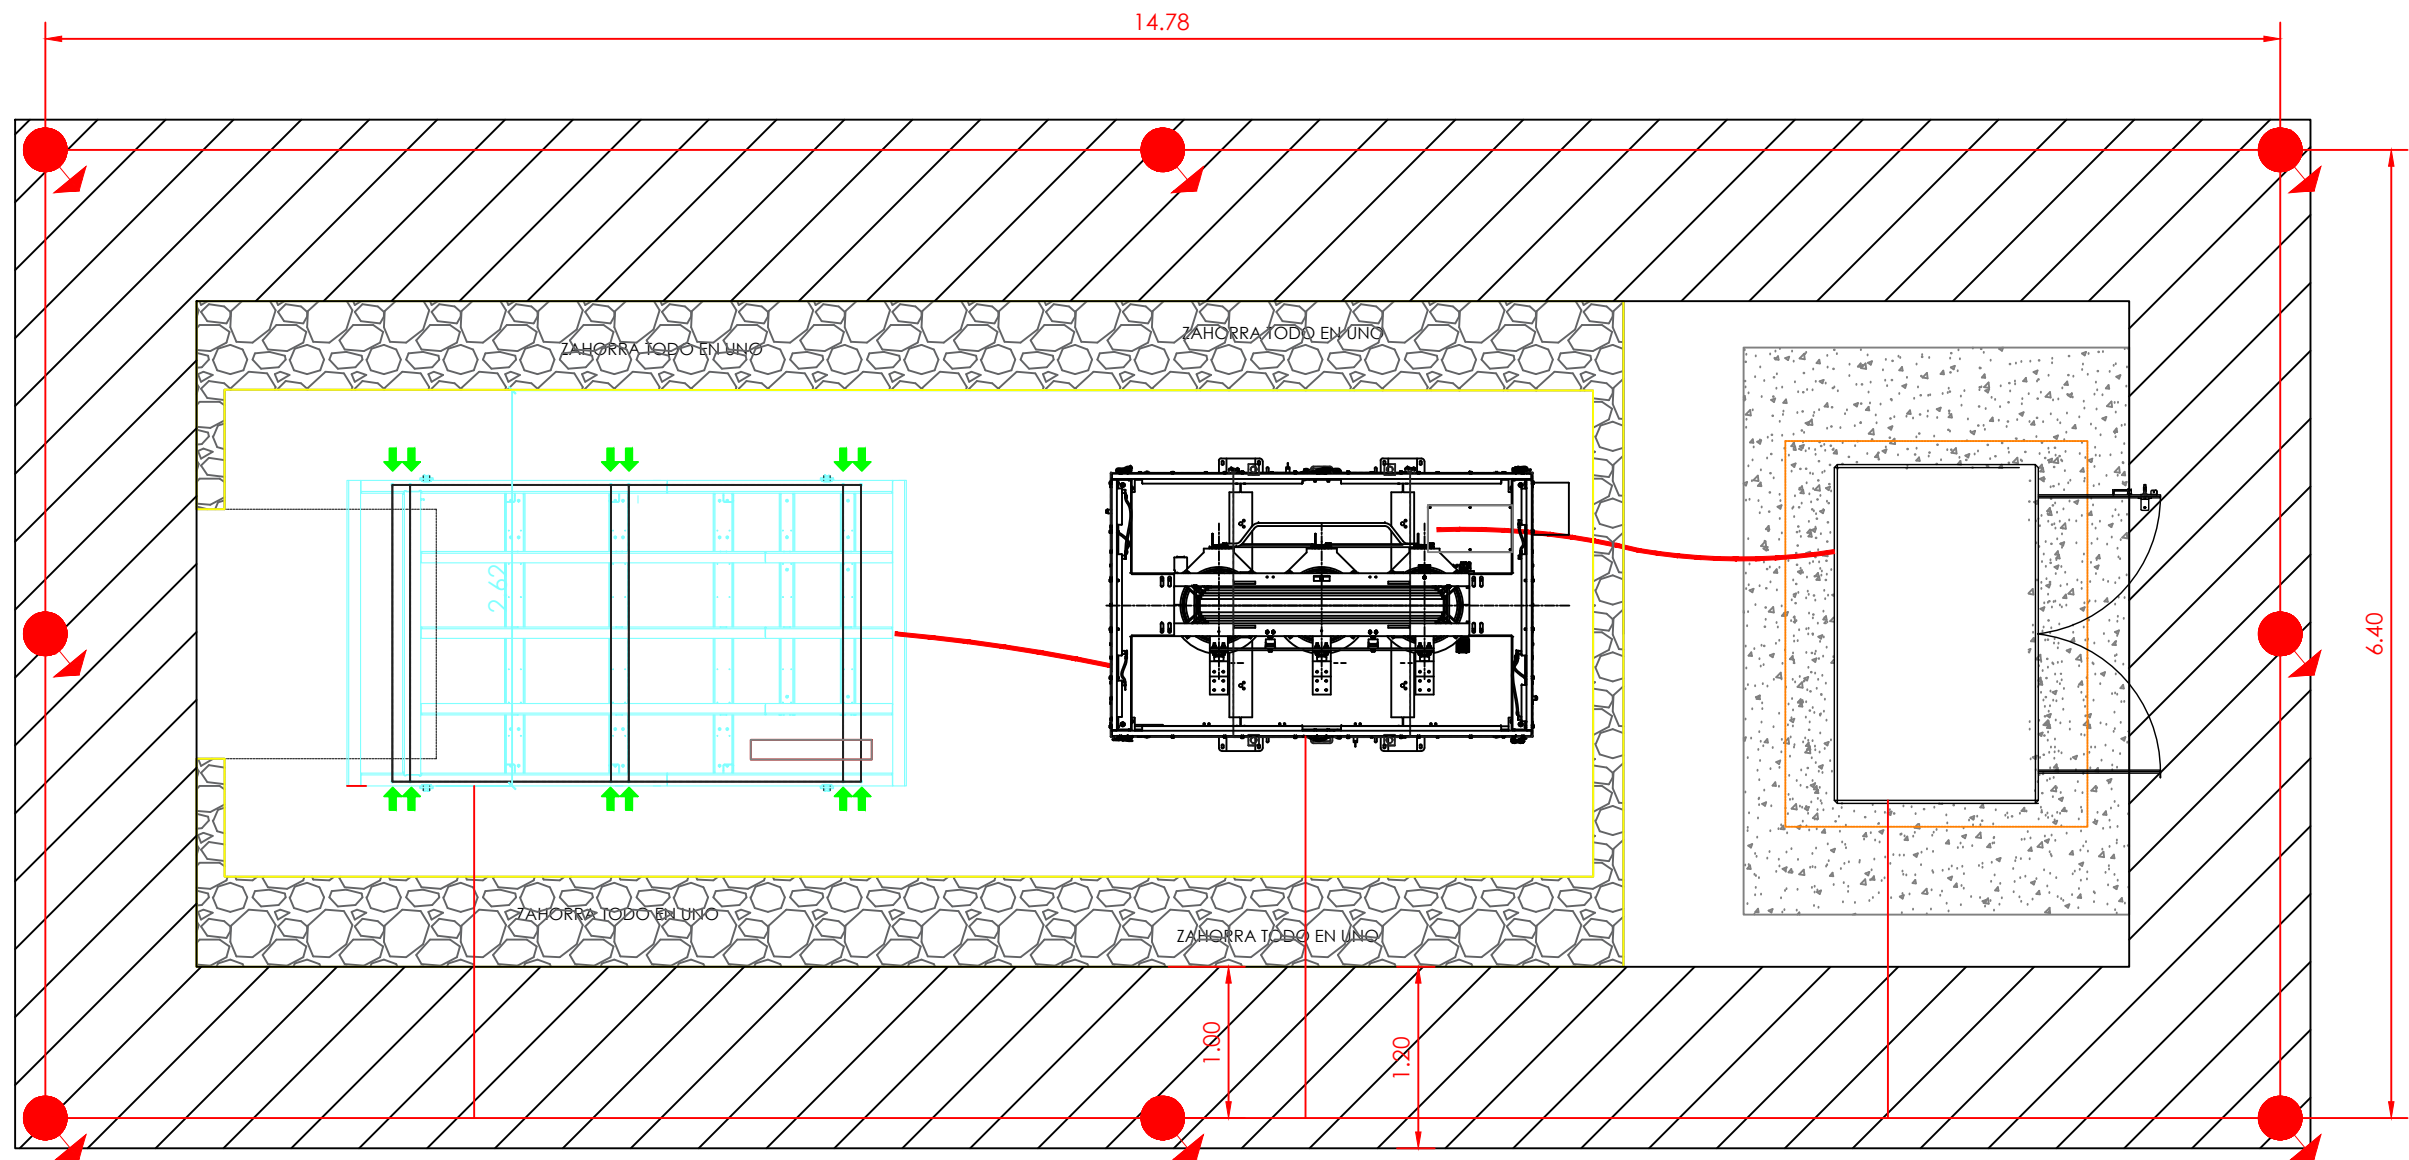 14.78
ZAHORRA TODO EN UNO
ZAHORRA TODO EN UNO
2.62
6.40
ZAHORRA TODO EN UNO
ZAHORRA TODO EN UNO
1.00
1.20